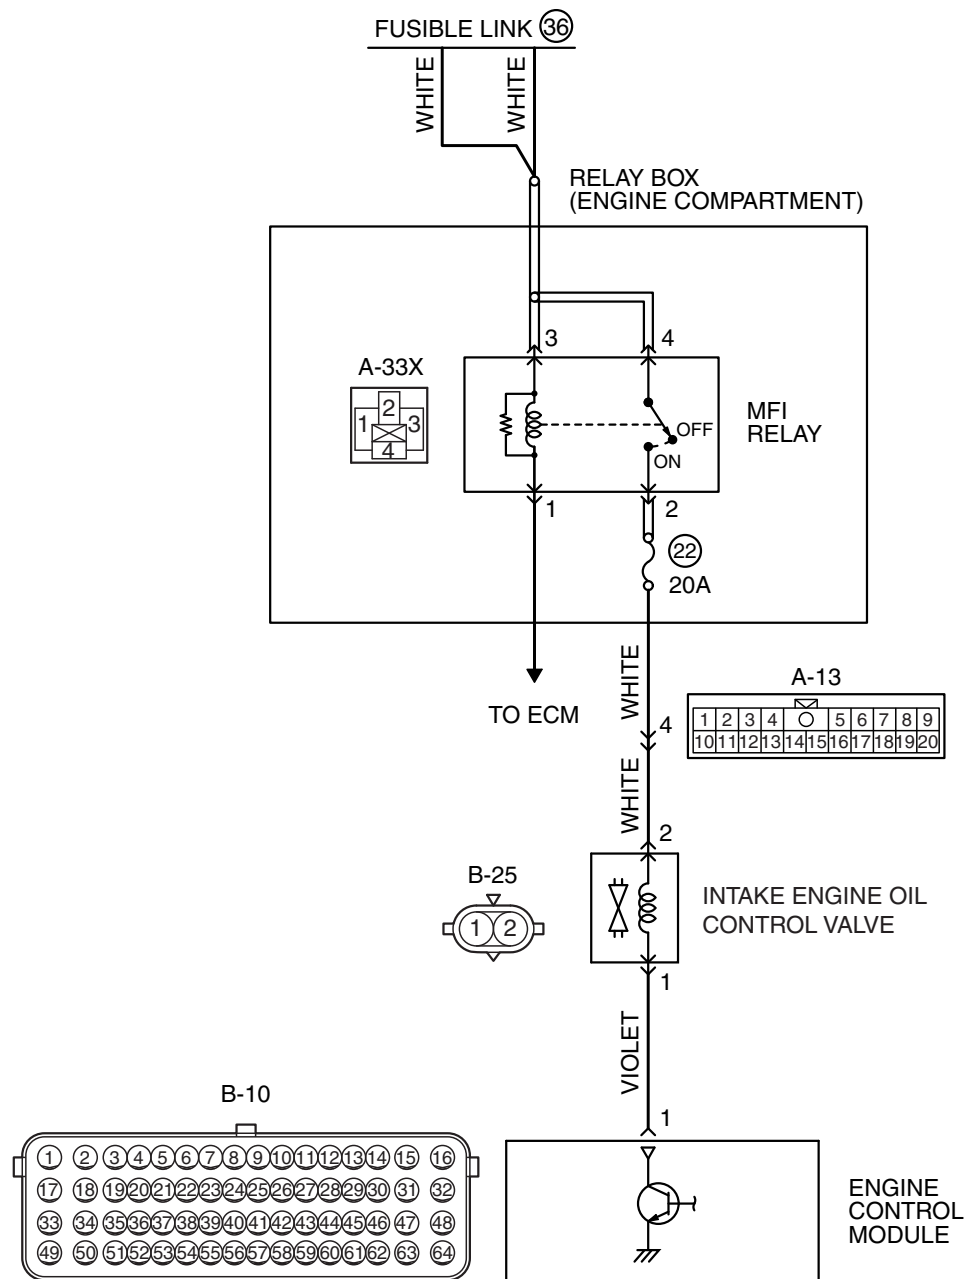 FUSIBLE LINK 36
WHITE
WHITE
RELAY BOX
(ENGINE COMPARTMENT)
3
4
A-33X
2
1
3
4
MFI
RELAY
OFF
ON
1
2
22
20A
WHITE
TO ECM
A-13
4
1 2 3 4 5 6 7 8 9
10 11 12 13 14 15 16 17 18 19 20
WHITE
2
B-25
1 2
INTAKE ENGINE OIL
CONTROL VALVE
1
VIOLET
1
B-10
1 2 3 4 5 6 7 8 9 10 11 12 13 14 15 16
17 18 19 20 21 22 23 24 25 26 27 28 29 30 31 32
33 34 35 36 37 38 39 40 41 42 43 44 45 46 47 48
49 50 51 52 53 54 55 56 57 58 59 60 61 62 63 64
ENGINE
CONTROL
MODULE